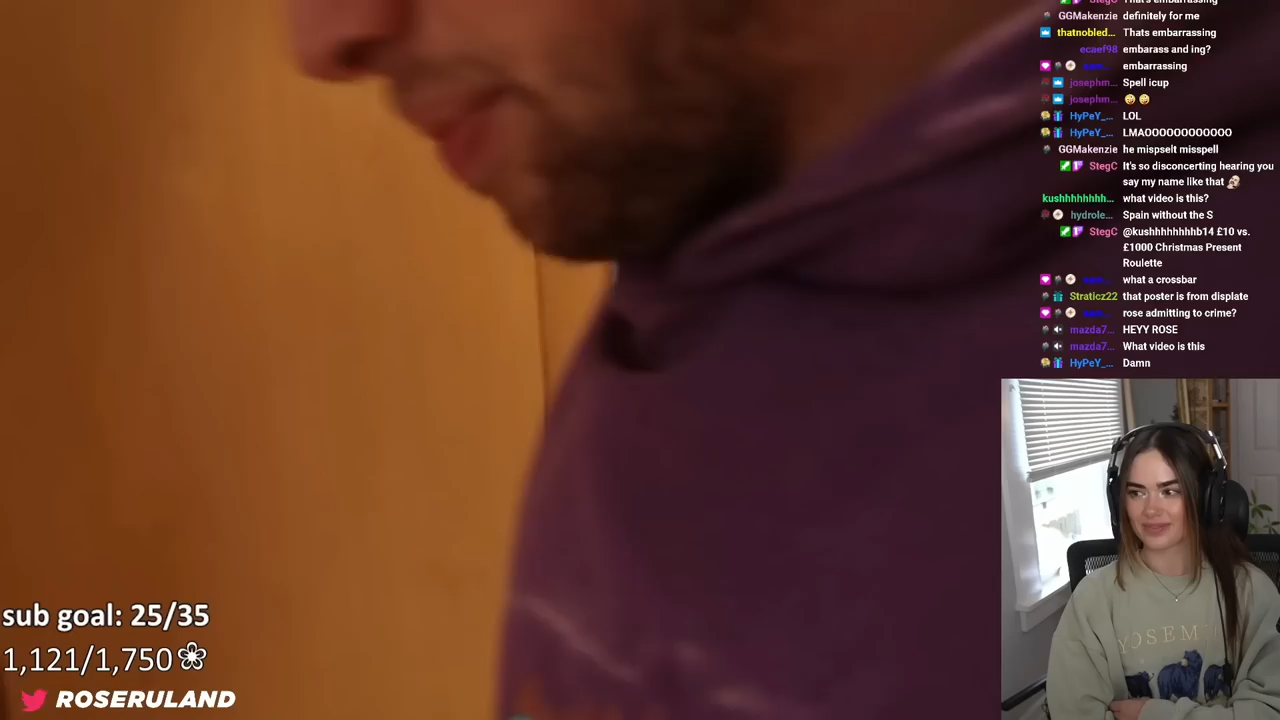 GGMakenzie definitely for me
thatnobled... Thats embarrassing
ecaef98 embarass and ing?
embarrassing
josephm... Spell icup
josephm...
HyPeY_... LOL
HyPeY_... LMAOOOOOOOOOOOO
GGMakenzie he mispselt misspell
StegC It's so disconcerting hearing you
say my name like that
kushhhhhhhh... what video is this?
hydrole... Spain without the S
StegC @kushhhhhhhhb14 £10 vs.
£1000 Christmas Present
Roulette
what a crossbar
Straticz22 that poster is from displate
rose admitting to crime?
mazda7... HEYY ROSE
mazda7... What video is this
HyPeY_... Damn
sub goal: 25/35
1,121/1,750
ROSERULAND